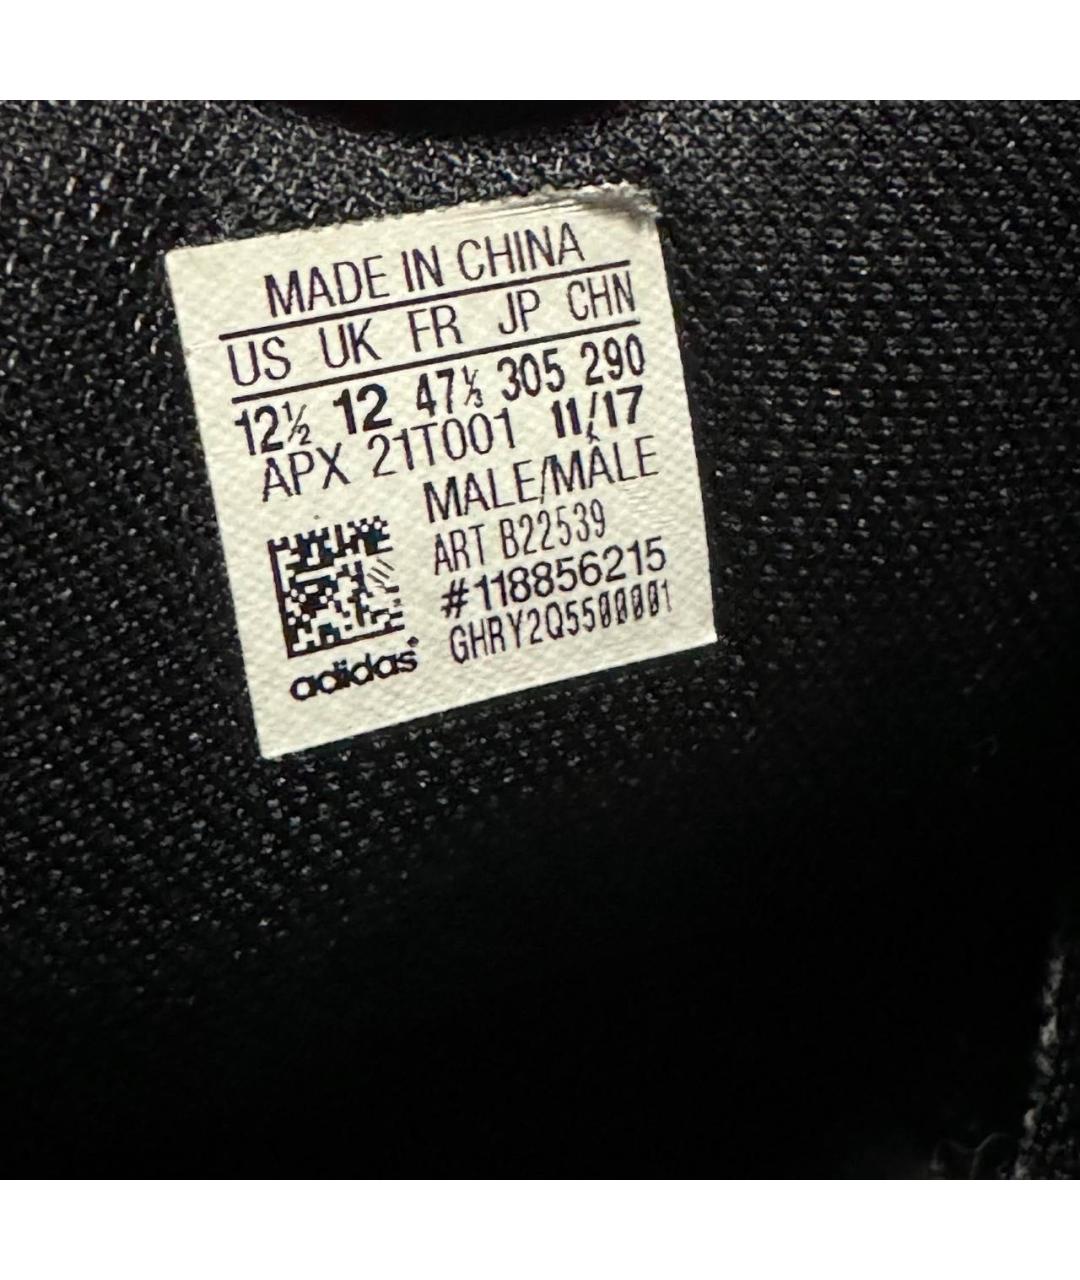 MADE IN CHINA
US UK FR JP CHN
12½ 12 47⅓ 305 290
APX 21T001 11/17
MALE/MÂLE
ART B22539
#118856215
GHRY2Q5500001
adidas